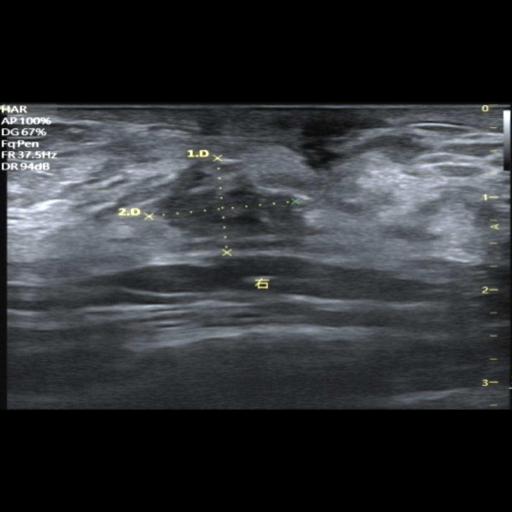 HAR
AP 100%
DG 67%
FqPen
FR 37.5Hz
DR 94dB
0
1.D
1
2.D
A
右
2
3